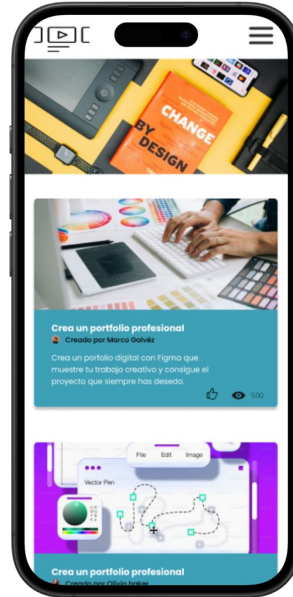 CHANGE
BY
DESIGN
Crea un portfolio profesional
Creado por Marco Galvéz
Crea un porfolio digital con Figma que
muestre tu trabajo creativo y consigue el
proyecto que siempre has desedo.
500
File Edit Image
Vector Pen
Crea un portfolio profesional
Creado por Olivia baker